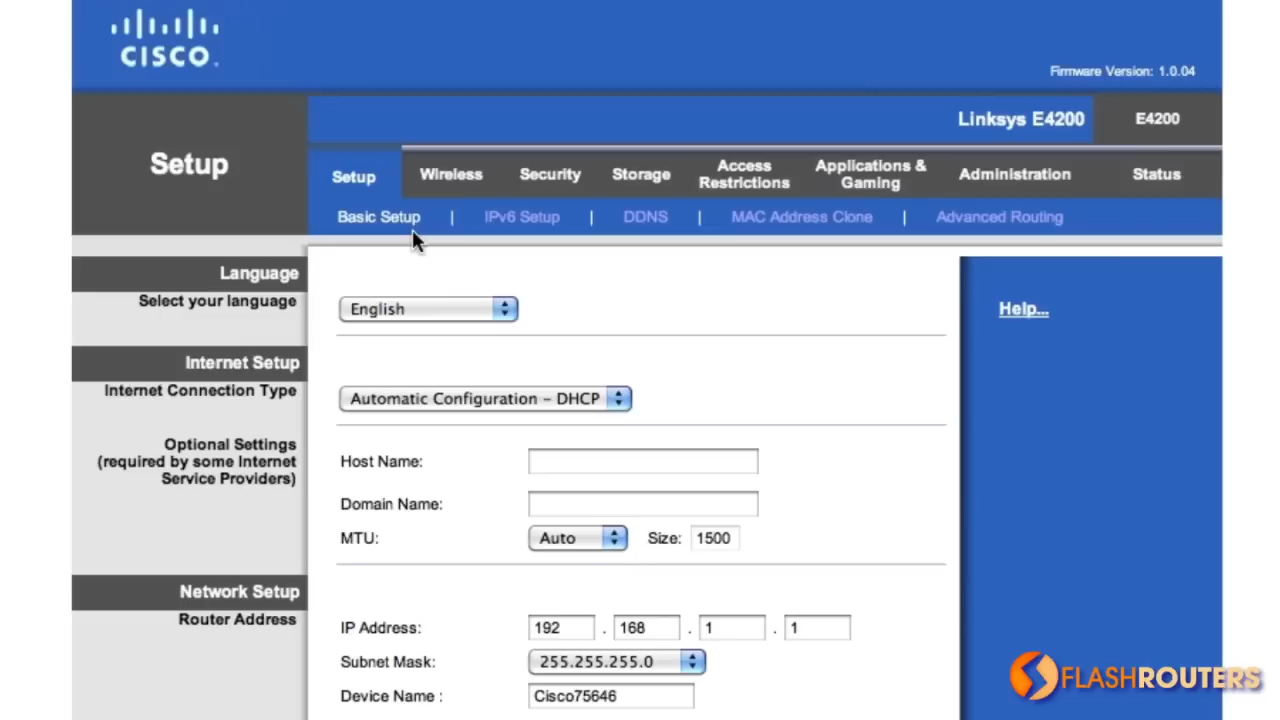 CISCO.
Firmware Version: 1.0.04
Linksys E4200
E4200
Setup
Setup
Wireless
Security
Storage
Access Restrictions
Applications & Gaming
Administration
Status
Basic Setup | IPv6 Setup | DDNS | MAC Address Clone | Advanced Routing
Language
Select your language
English
Help...
Internet Setup
Internet Connection Type
Automatic Configuration - DHCP
Optional Settings
(required by some Internet
Service Providers)
Host Name:
Domain Name:
MTU: Auto Size: 1500
Network Setup
Router Address
IP Address: 192 . 168 . 1 . 1
Subnet Mask: 255.255.255.0
Device Name : Cisco75646
FLASHROUTERS